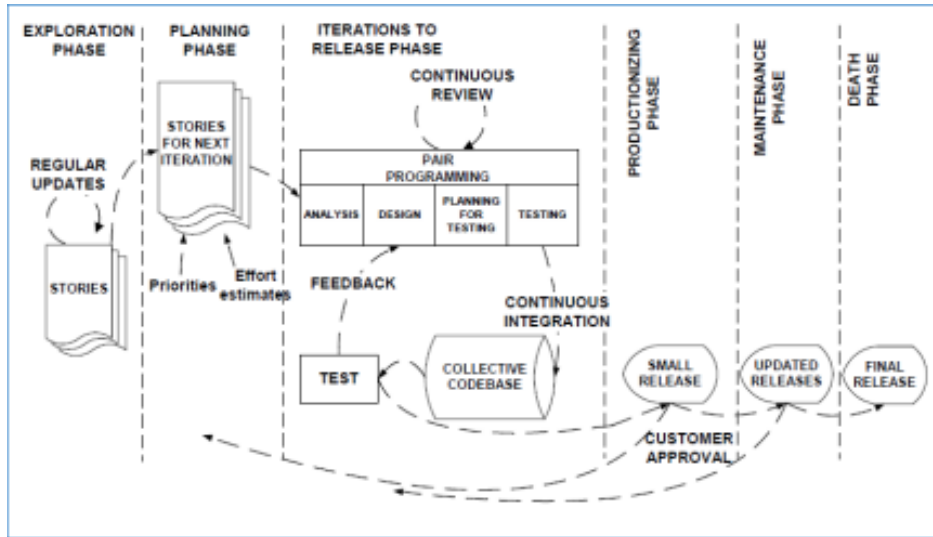 EXPLORATION
PHASE
PLANNING
PHASE
ITERATIONS TO
RELEASE PHASE
PRODUCTIONIZING
PHASE
MAINTENANCE
PHASE
DEATH
PHASE
CONTINUOUS
REVIEW
STORIES
FOR NEXT
ITERATION
REGULAR
UPDATES
PAIR
PROGRAMMING
ANALYSIS
DESIGN
PLANNING
FOR
TESTING
TESTING
STORIES
Priorities
Effort
estimates
FEEDBACK
CONTINUOUS
INTEGRATION
TEST
COLLECTIVE
CODEBASE
SMALL
RELEASE
UPDATED
RELEASES
FINAL
RELEASE
CUSTOMER
APPROVAL